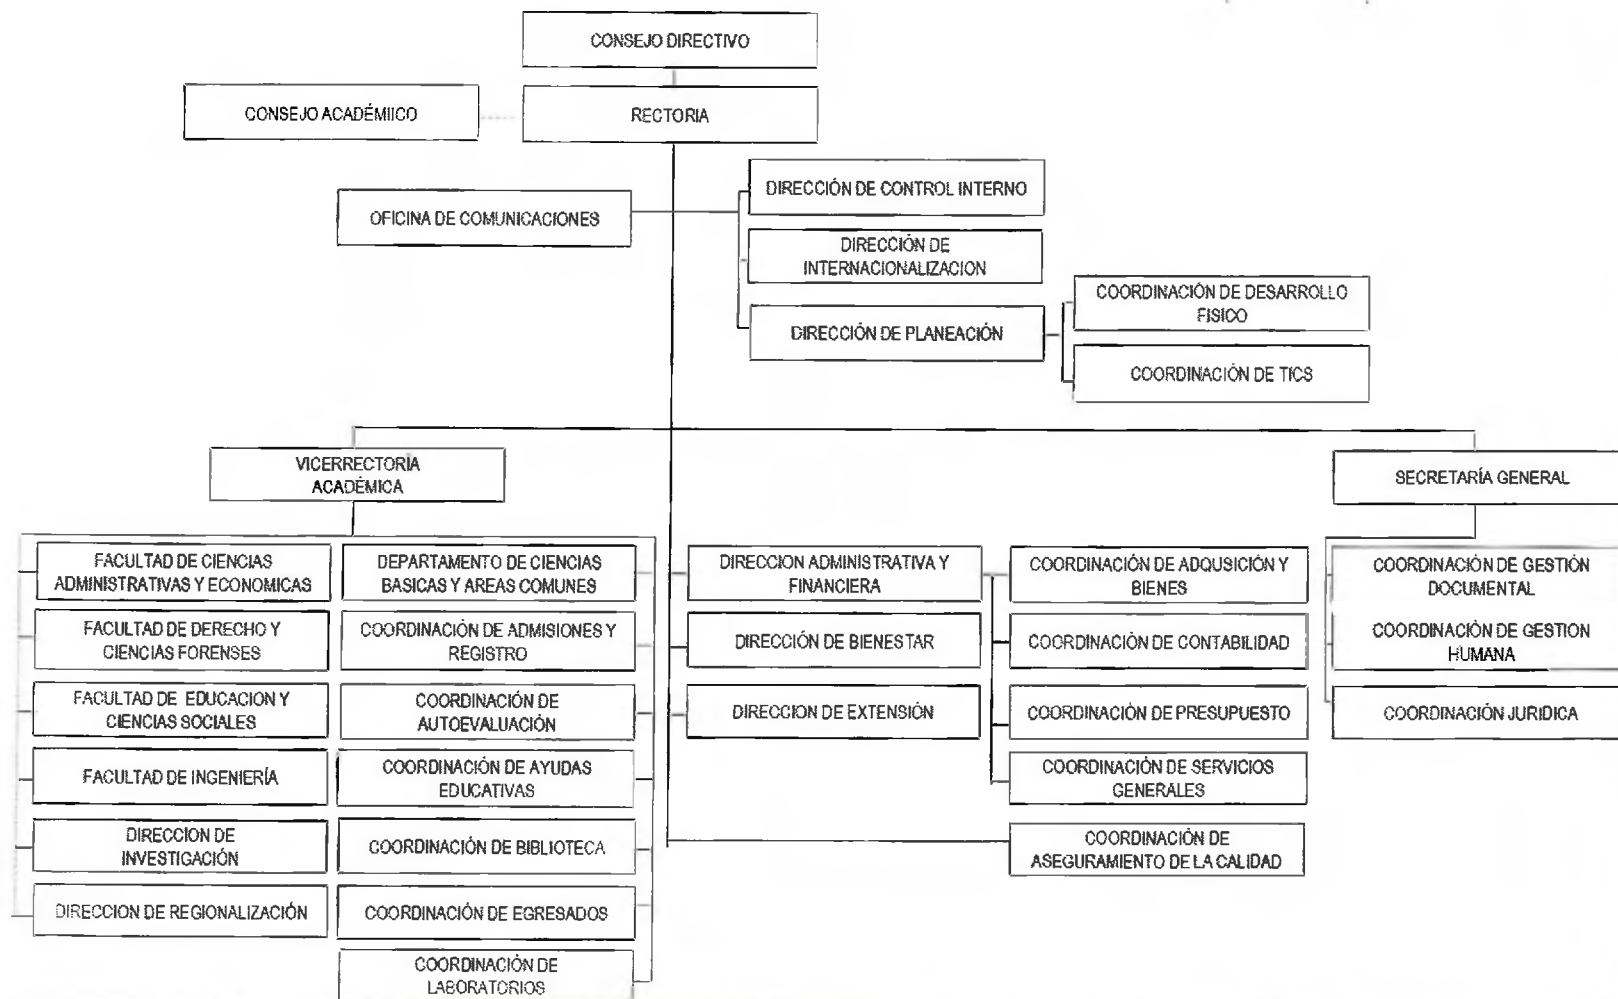 CONSEJO DIRECTIVO
CONSEJO ACADÉMIICO
RECTORIA
DIRECCIÓN DE CONTROL INTERNO
OFICINA DE COMUNICACIONES
DIRECCIÓN DE
INTERNACIONALIZACION
COORDINACIÓN DE DESARROLLO
FISICO
DIRECCIÓN DE PLANEACIÓN
COORDINACIÓN DE TICS
VICERRECTORÍA
ACADÉMICA
SECRETARÍA GENERAL
FACULTAD DE CIENCIAS
ADMINISTRATIVAS Y ECONOMICAS
FACULTAD DE DERECHO Y
CIENCIAS FORENSES
FACULTAD DE EDUCACION Y
CIENCIAS SOCIALES
FACULTAD DE INGENIERÍA
DIRECCION DE
INVESTIGACIÓN
DIRECCION DE REGIONALIZACIÓN
DEPARTAMENTO DE CIENCIAS
BASICAS Y AREAS COMUNES
COORDINACIÓN DE ADMISIONES Y
REGISTRO
COORDINACIÓN DE
AUTOEVALUACIÓN
COORDINACIÓN DE AYUDAS
EDUCATIVAS
COORDINACIÓN DE BIBLIOTECA
COORDINACIÓN DE EGRESADOS
COORDINACIÓN DE
LABORATORIOS
DIRECCION ADMINISTRATIVA Y
FINANCIERA
DIRECCIÓN DE BIENESTAR
DIRECCION DE EXTENSIÓN
COORDINACIÓN DE ADQUSICIÓN Y
BIENES
COORDINACIÓN DE CONTABILIDAD
COORDINACIÓN DE PRESUPUESTO
COORDINACIÓN DE SERVICIOS
GENERALES
COORDINACIÓN DE
ASEGURAMIENTO DE LA CALIDAD
COORDINACIÓN DE GESTIÓN
DOCUMENTAL
COORDINACIÓN DE GESTION
HUMANA
COORDINACIÓN JURIDICA